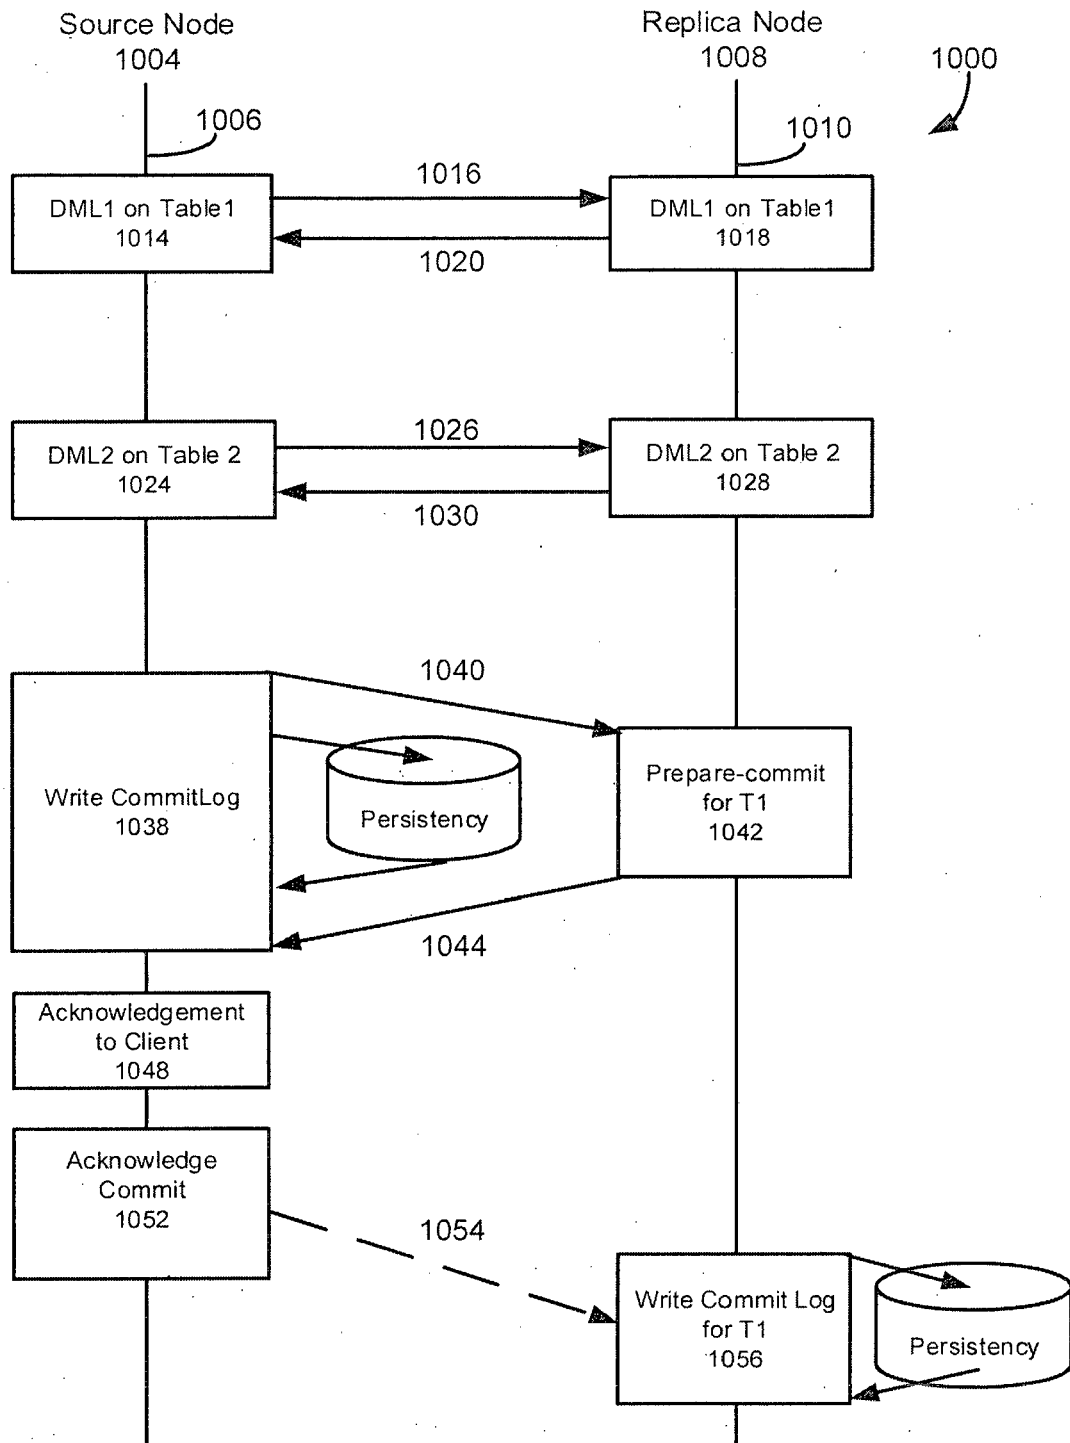 Source Node
1004
Replica Node
1008
1000
1006
1010
DML1 on Table1
1014
1016
1020
DML1 on Table1
1018
DML2 on Table 2
1024
1026
1030
DML2 on Table 2
1028
1040
Write CommitLog
1038
Persistency
Prepare-commit
for T1
1042
1044
Acknowledgement
to Client
1048
Acknowledge
Commit
1052
1054
Write Commit Log
for T1
1056
Persistency